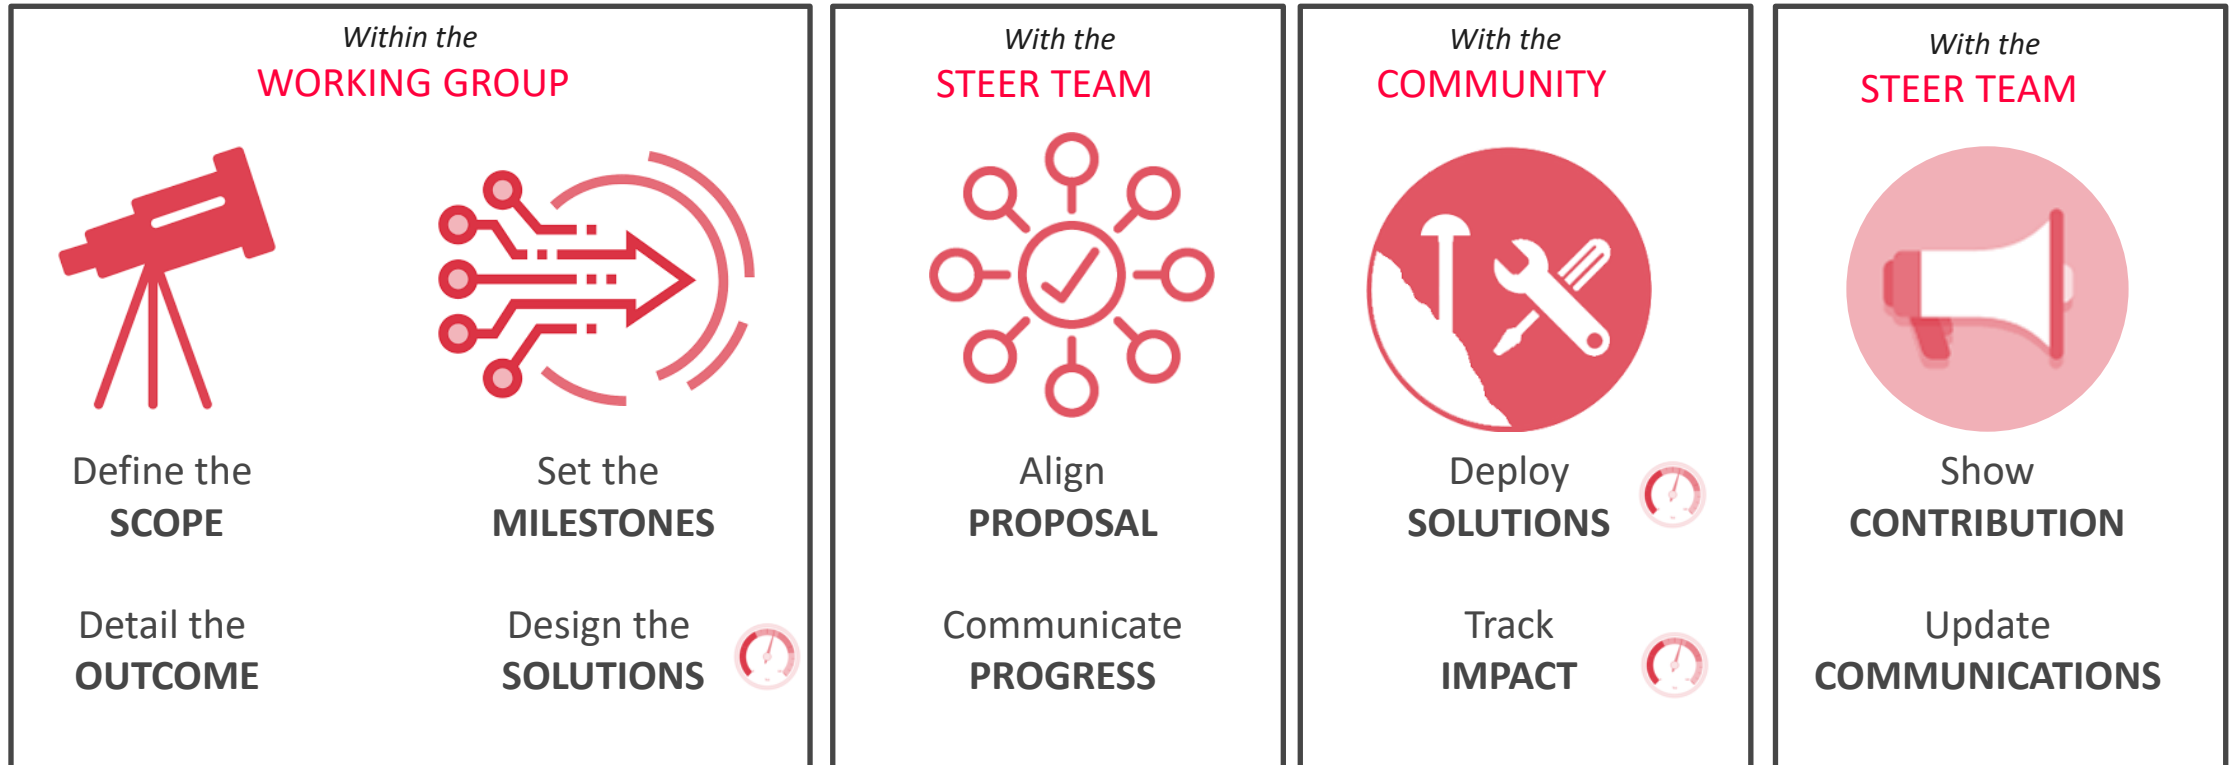 Within the
WORKING GROUP
Define the
SCOPE
Set the
MILESTONES
Detail the
OUTCOME
Design the
SOLUTIONS
With the
STEER TEAM
Align
PROPOSAL
Communicate
PROGRESS
With the
COMMUNITY
Deploy
SOLUTIONS
Track
IMPACT
With the
STEER TEAM
Show
CONTRIBUTION
Update
COMMUNICATIONS